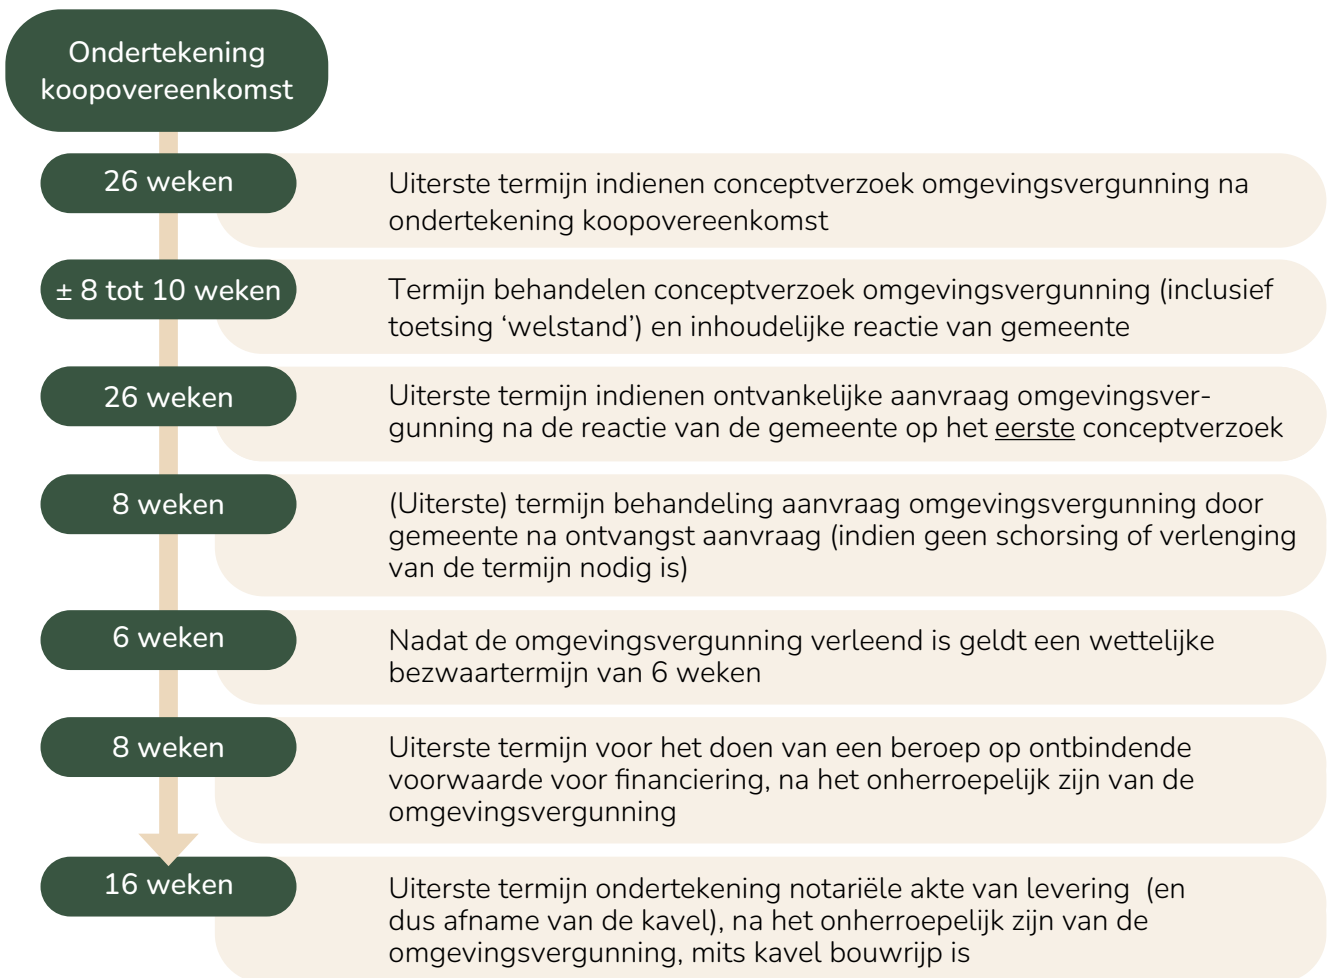 Ondertekening
koopovereenkomst
26 weken
Uiterste termijn indienen conceptverzoek omgevingsvergunning na
ondertekening koopovereenkomst
± 8 tot 10 weken
Termijn behandelen conceptverzoek omgevingsvergunning (inclusief
toetsing ‘welstand’) en inhoudelijke reactie van gemeente
26 weken
Uiterste termijn indienen ontvankelijke aanvraag omgevingsver-
gunning na de reactie van de gemeente op het eerste conceptverzoek
8 weken
(Uiterste) termijn behandeling aanvraag omgevingsvergunning door
gemeente na ontvangst aanvraag (indien geen schorsing of verlenging
van de termijn nodig is)
6 weken
Nadat de omgevingsvergunning verleend is geldt een wettelijke
bezwaartermijn van 6 weken
8 weken
Uiterste termijn voor het doen van een beroep op ontbindende
voorwaarde voor financiering, na het onherroepelijk zijn van de
omgevingsvergunning
16 weken
Uiterste termijn ondertekening notariële akte van levering (en
dus afname van de kavel), na het onherroepelijk zijn van de
omgevingsvergunning, mits kavel bouwrijp is